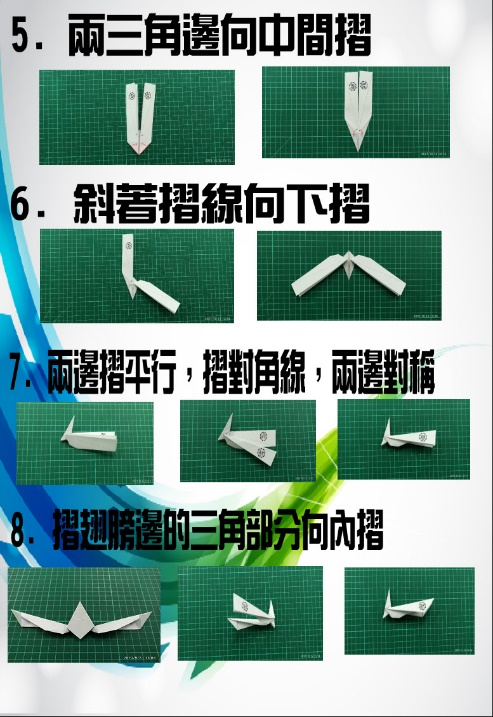 5. 兩三角邊向中間摺
6. 斜著摺線向下摺
7. 兩邊摺平行，摺對角線，兩邊對稱
8. 摺翅膀邊的三角部分向內摺